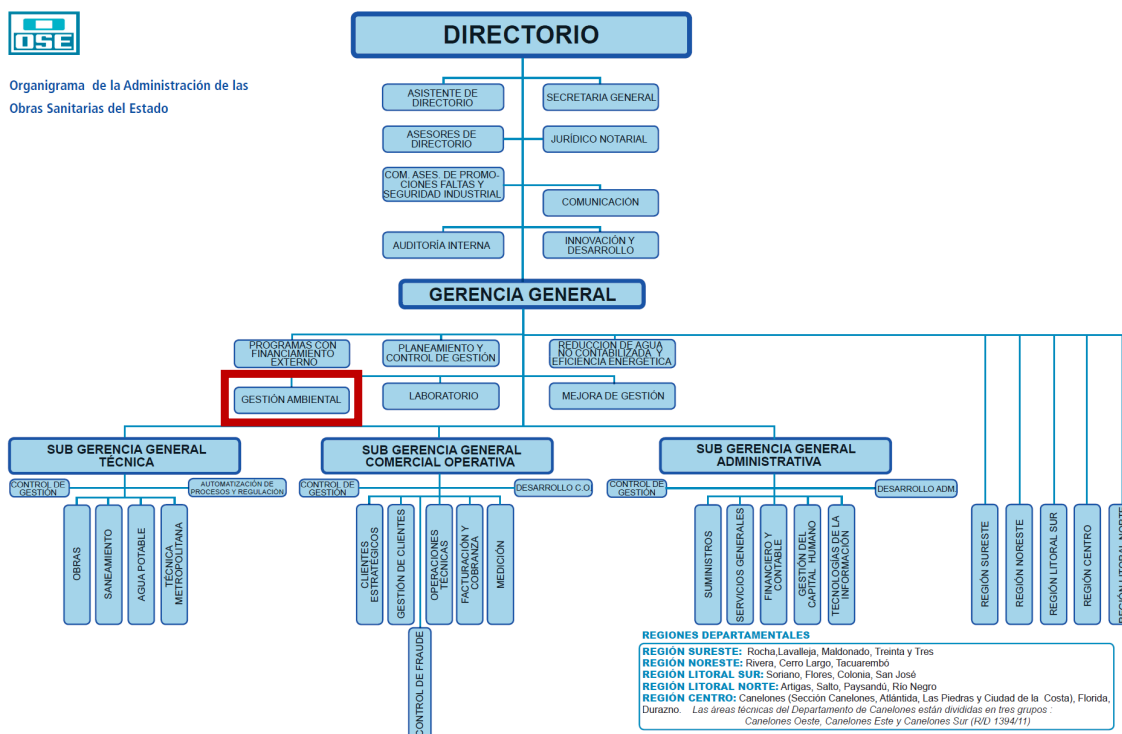 OSE
Organigrama de la Administración de las
Obras Sanitarias del Estado
DIRECTORIO
ASISTENTE DE
DIRECTORIO
SECRETARIA GENERAL
ASESORES DE
DIRECTORIO
JURÍDICO NOTARIAL
COM. ASES. DE PROMO-
CIONES FALTAS Y
SEGURIDAD INDUSTRIAL
COMUNICACIÓN
AUDITORÍA INTERNA
INNOVACIÓN Y
DESARROLLO
GERENCIA GENERAL
PROGRAMAS CON
FINANCIAMIENTO
EXTERNO
PLANEAMIENTO Y
CONTROL DE GESTIÓN
REDUCCION DE AGUA
NO CONTABILIZADA Y
EFICIENCIA ENERGÉTICA
GESTIÓN AMBIENTAL
LABORATORIO
MEJORA DE GESTIÓN
SUB GERENCIA GENERAL
TÉCNICA
SUB GERENCIA GENERAL
COMERCIAL OPERATIVA
SUB GERENCIA GENERAL
ADMINISTRATIVA
CONTROL DE
GESTIÓN
AUTOMATIZACIÓN DE
PROCESOS Y REGULACIÓN
CONTROL DE
GESTIÓN
DESARROLLO C.O.
CONTROL DE
GESTIÓN
DESARROLLO ADM.
OBRAS
SANEAMIENTO
AGUA POTABLE
TÉCNICA
METROPOLITANA
CLIENTES
ESTRATÉGICOS
GESTIÓN DE CLIENTES
OPERACIONES
TÉCNICAS
FACTURACIÓN Y
COBRANZA
MEDICIÓN
CONTROL DE FRAUDE
SUMINISTROS
SERVICIOS GENERALES
FINANCIERO Y
CONTABLE
GESTIÓN DEL
CAPITAL HUMANO
TECNOLOGÍAS DE LA
INFORMACIÓN
REGIÓN SURESTE
REGIÓN NORESTE
REGIÓN LITORAL SUR
REGIÓN CENTRO
REGIÓN LITORAL NORTE
REGIONES DEPARTAMENTALES
REGIÓN SURESTE: Rocha,Lavalleja, Maldonado, Treinta y Tres
REGIÓN NORESTE: Rivera, Cerro Largo, Tacuarembó
REGIÓN LITORAL SUR: Soriano, Flores, Colonia, San José
REGIÓN LITORAL NORTE: Artigas, Salto, Paysandú, Río Negro
REGIÓN CENTRO: Canelones (Sección Canelones, Atlántida, Las Piedras y Ciudad de la Costa), Florida,
Durazno. Las áreas técnicas del Departamento de Canelones están divididas en tres grupos :
Canelones Oeste, Canelones Este y Canelones Sur (R/D 1394/11)